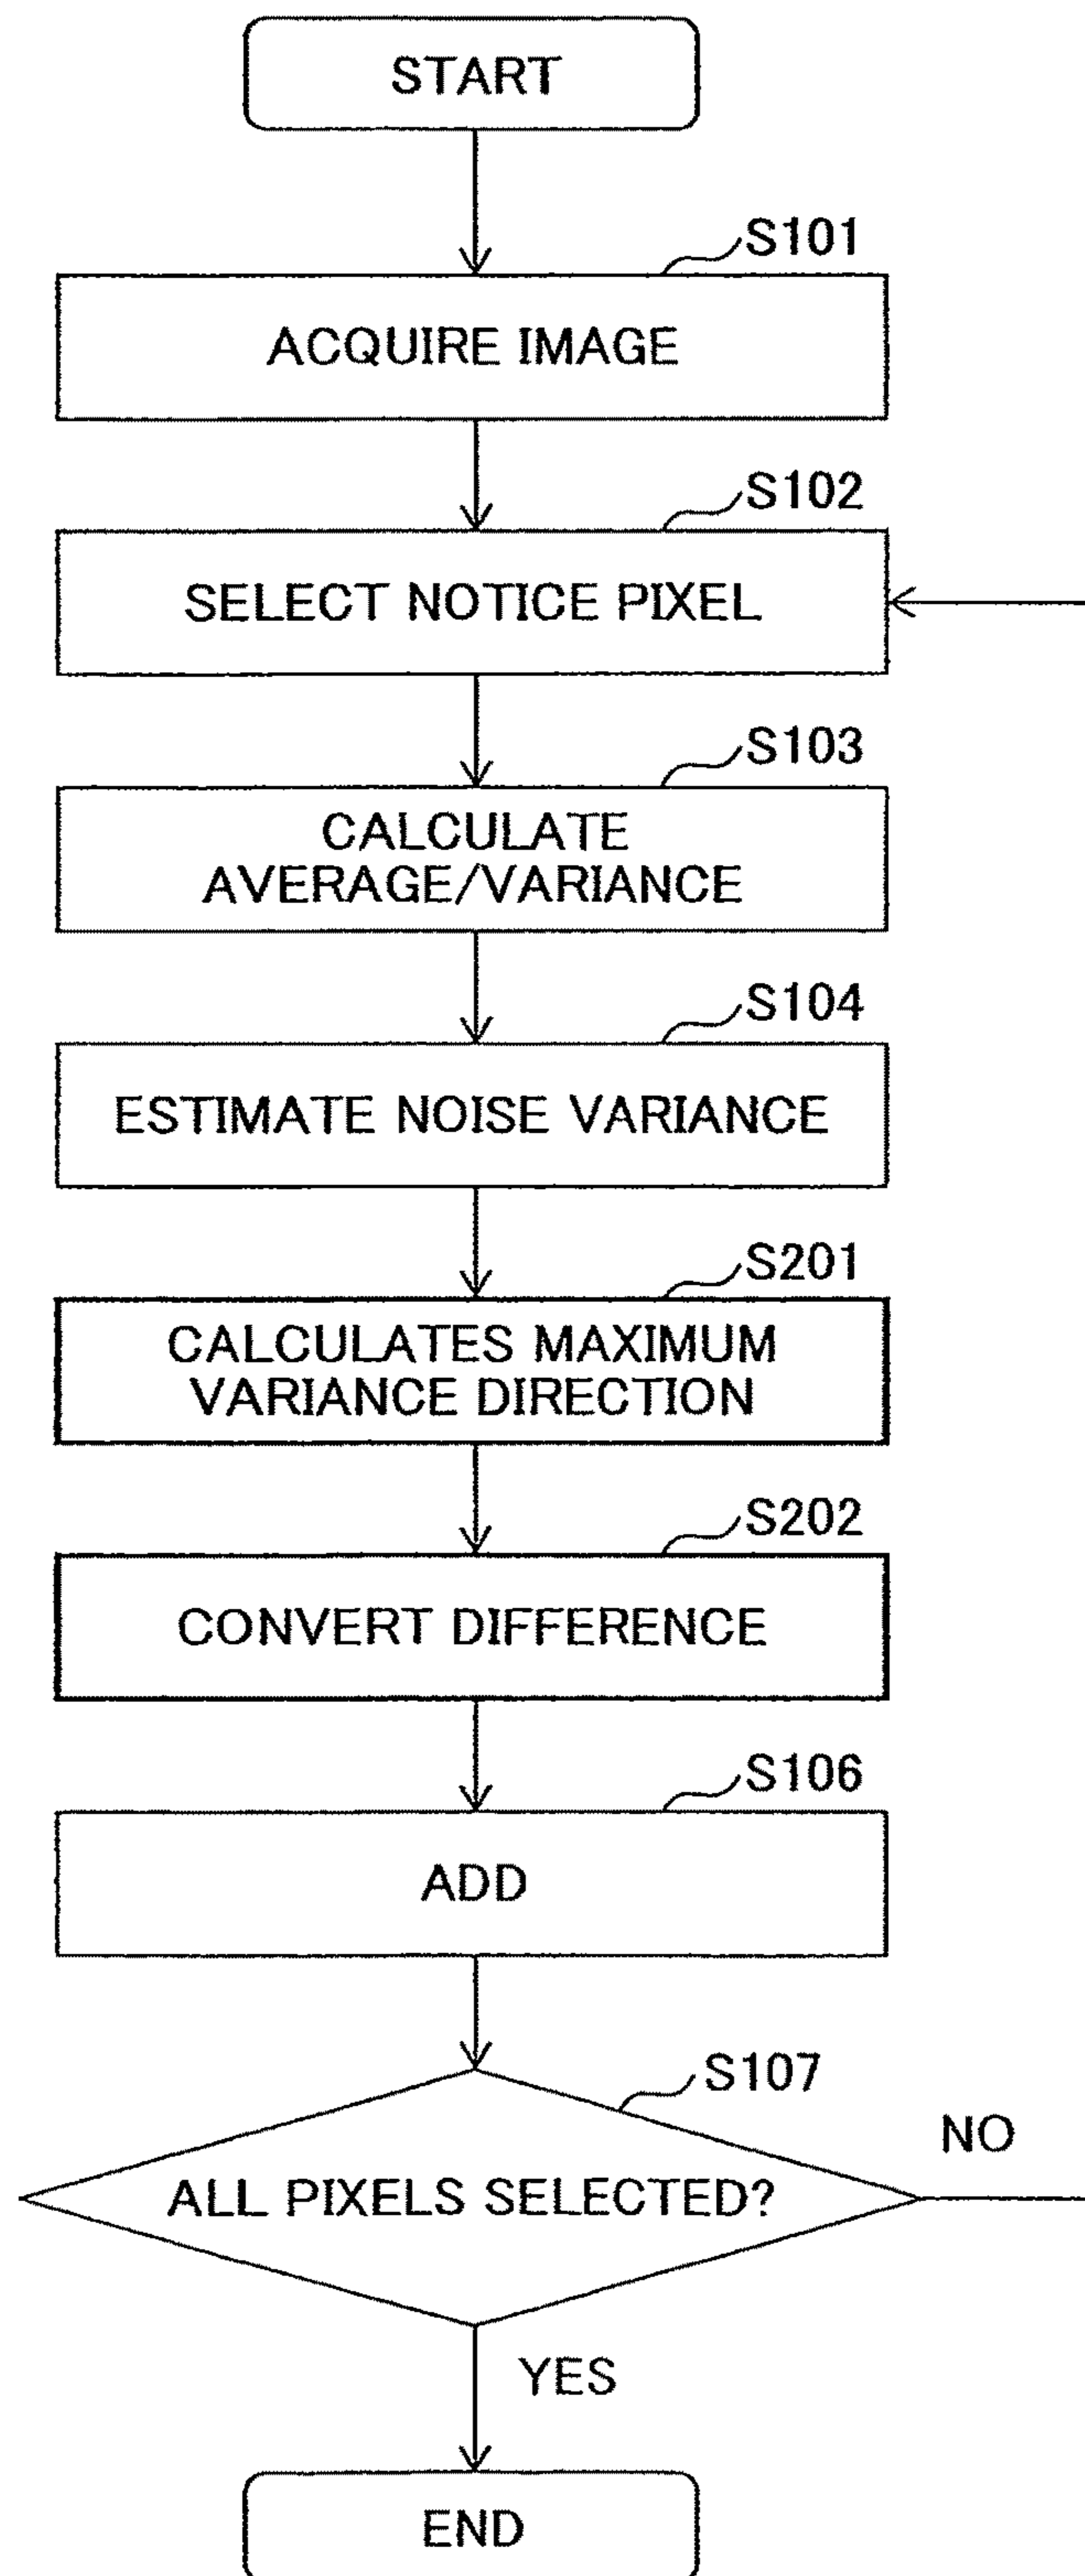 START
S101
ACQUIRE IMAGE
S102
SELECT NOTICE PIXEL
S103
CALCULATE
AVERAGE/VARIANCE
S104
ESTIMATE NOISE VARIANCE
S201
CALCULATES MAXIMUM
VARIANCE DIRECTION
S202
CONVERT DIFFERENCE
S106
ADD
S107
NO
ALL PIXELS SELECTED?
YES
END